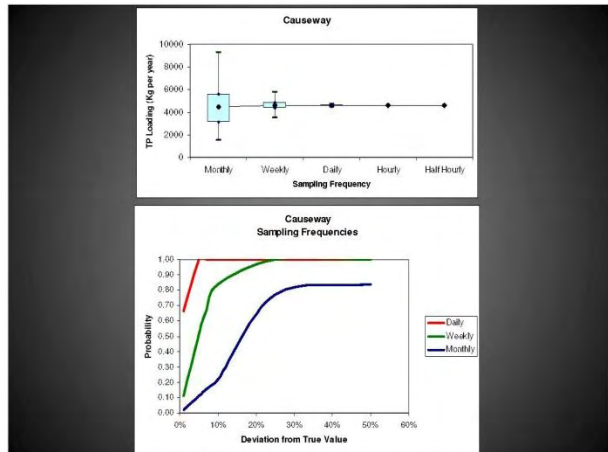 Causeway
TP Loading (Kg per year)
10000
8000
6000
4000
2000
0
Monthly Weekly Daily Hourly Half Hourly
Sampling Frequency
Causeway
Sampling Frequencies
Probability
1.00
0.90
0.80
0.70
0.60
0.50
0.40
0.30
0.20
0.10
0.00
0% 10% 20% 30% 40% 50% 60%
Deviation from True Value
Daily
Weekly
Monthly